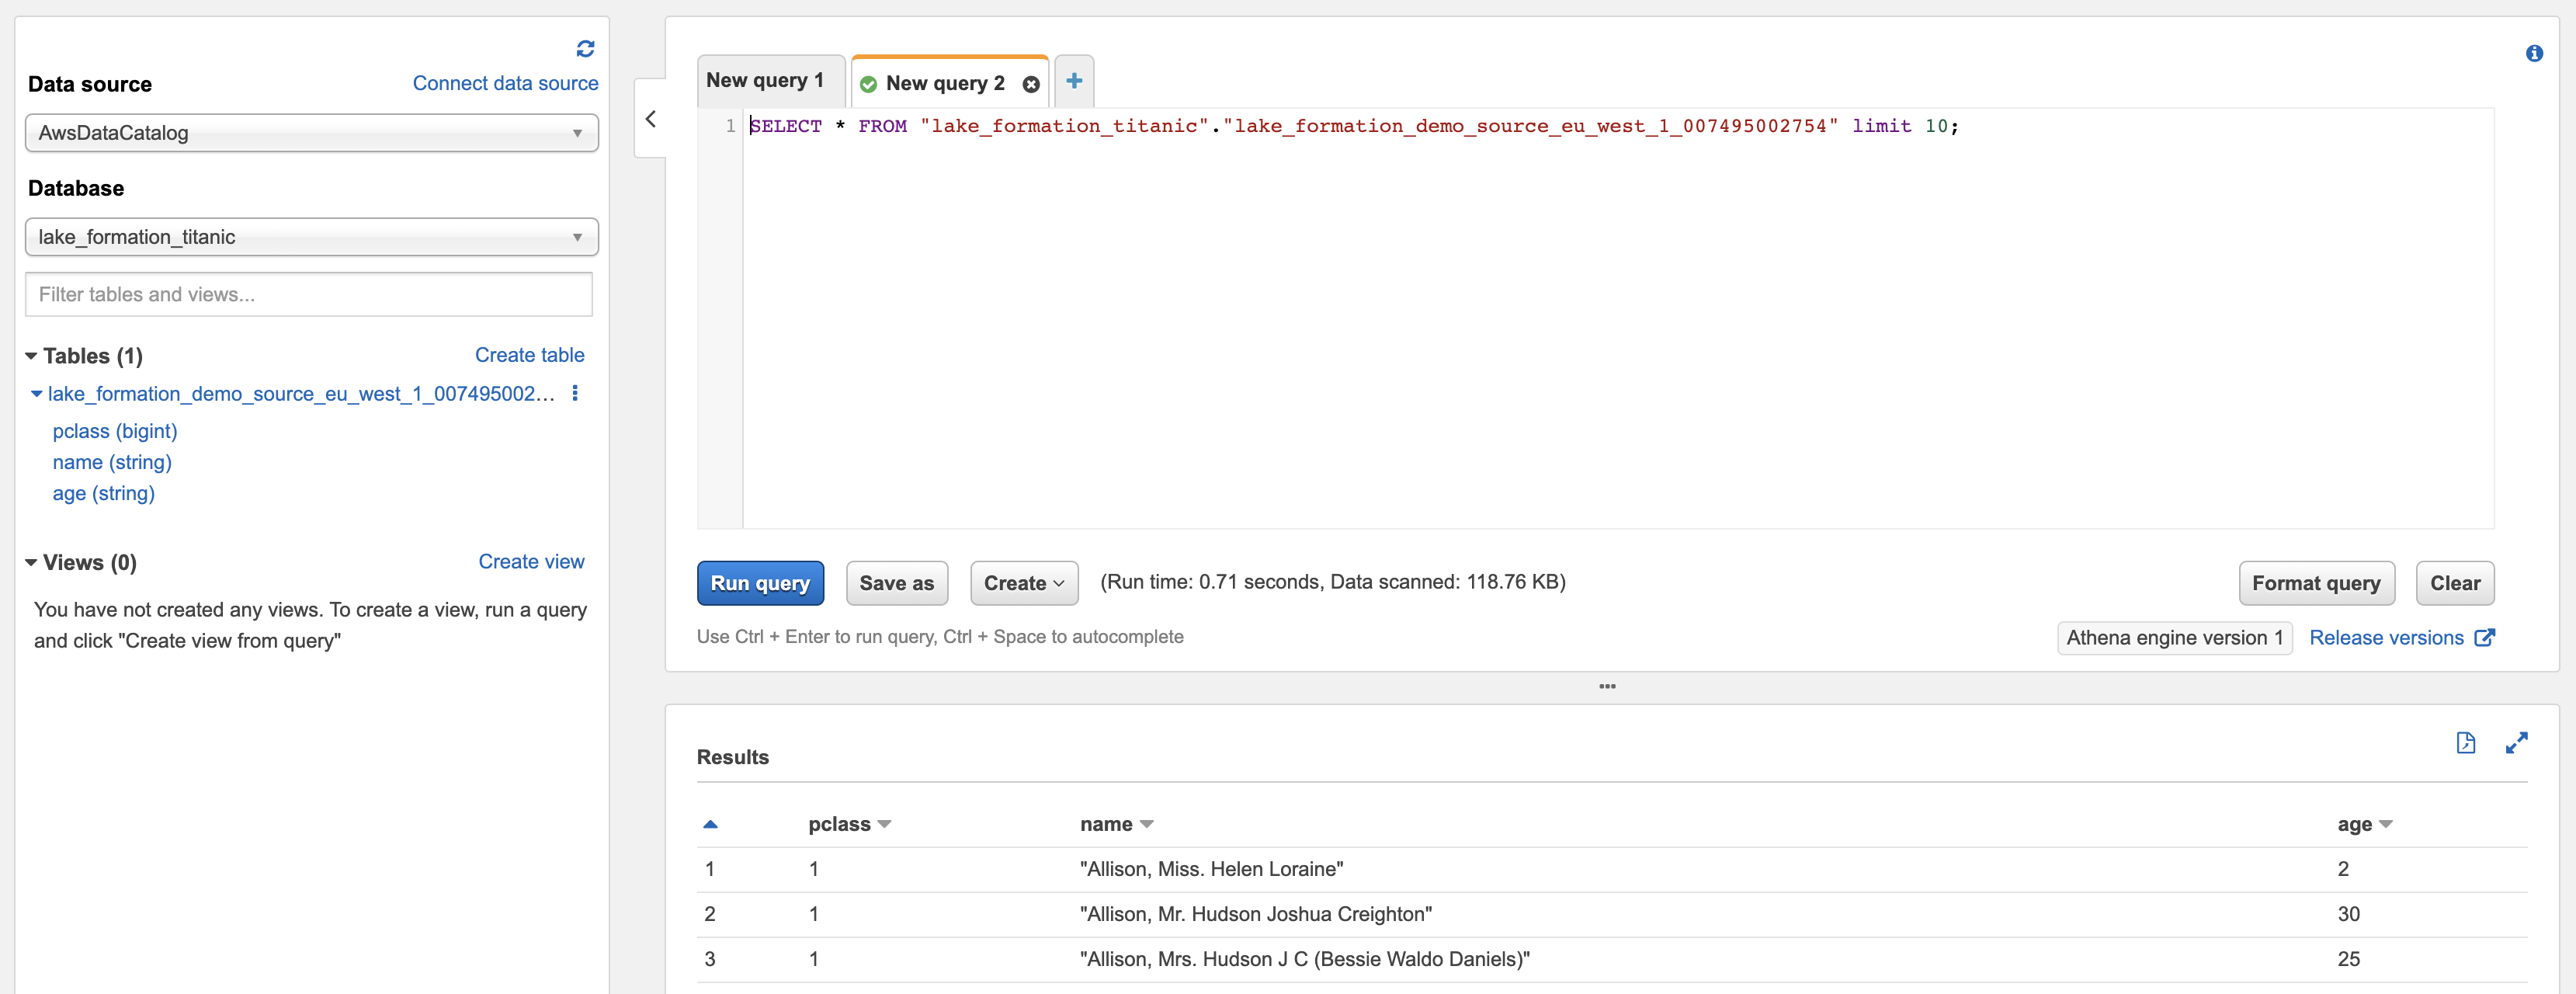 Data source
Connect data source
AwsDataCatalog
Database
lake_formation_titanic
Filter tables and views...
Tables (1)
Create table
lake_formation_demo_source_eu_west_1_007495002...
pclass (bigint)
name (string)
age (string)
Views (0)
Create view
You have not created any views. To create a view, run a query
and click "Create view from query"
New query 1
New query 2
1 SELECT * FROM "lake_formation_titanic"."lake_formation_demo_source_eu_west_1_007495002754" limit 10;
Run query
Save as
Create
(Run time: 0.71 seconds, Data scanned: 118.76 KB)
Format query
Clear
Use Ctrl + Enter to run query, Ctrl + Space to autocomplete
Athena engine version 1
Release versions
Results
pclass name age
1 1 "Allison, Miss. Helen Loraine" 2
2 1 "Allison, Mr. Hudson Joshua Creighton" 30
3 1 "Allison, Mrs. Hudson J C (Bessie Waldo Daniels)" 25